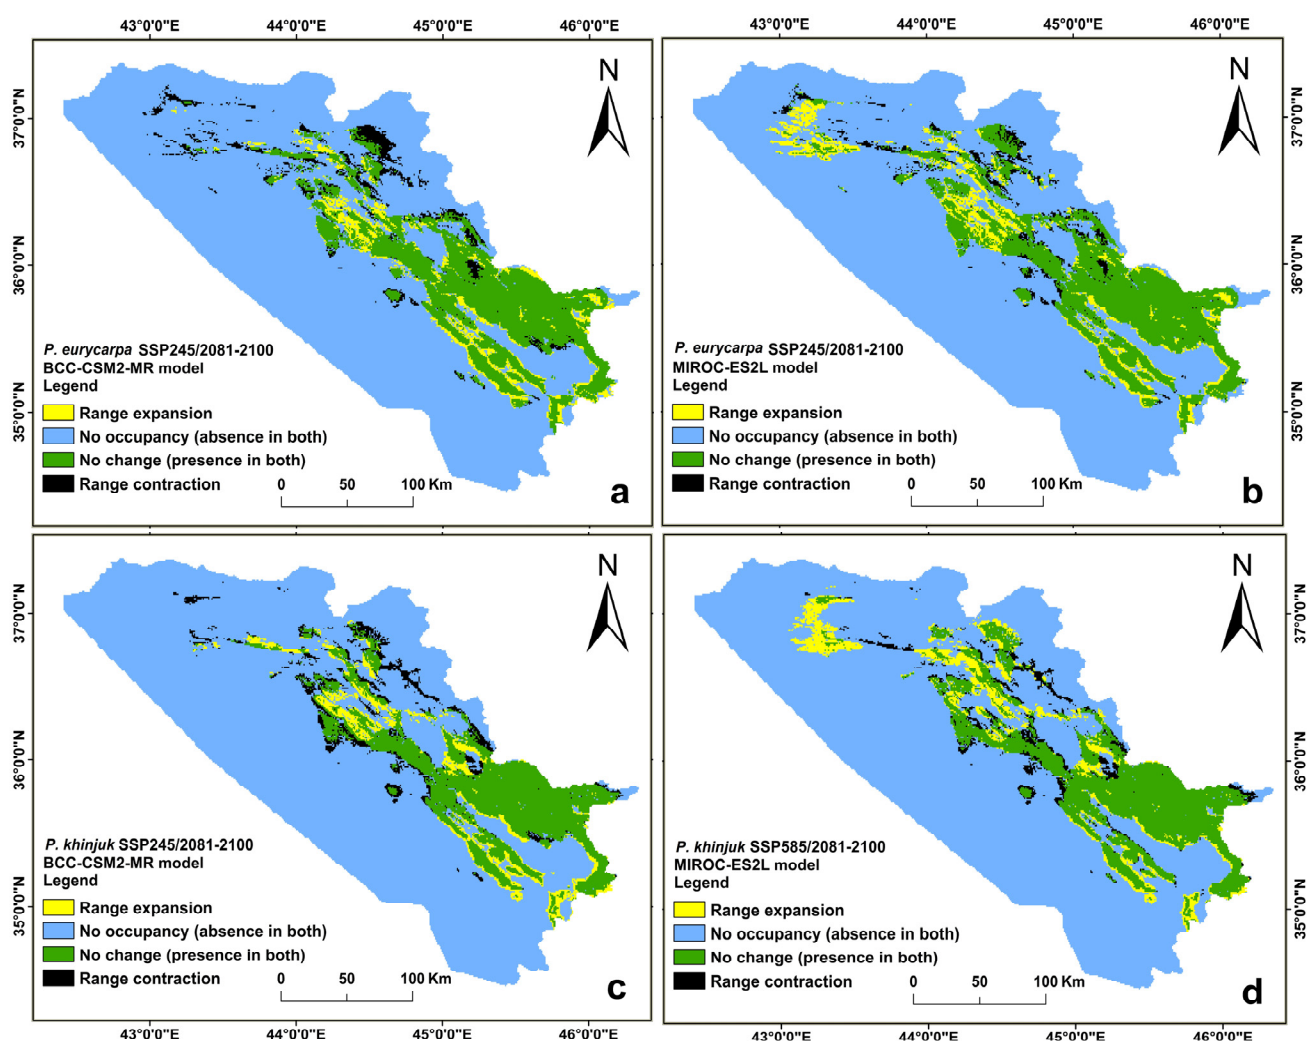 43°0'0"E 44°0'0"E 45°0'0"E 46°0'0"E 43°0'0"E 44°0'0"E 45°0'0"E 46°0'0"E
37°0'0"N
36°0'0"N
35°0'0"N
N
P. eurycarpa SSP245/2081-2100
BCC-CSM2-MR model
Legend
Range expansion
No occupancy (absence in both)
No change (presence in both)
Range contraction
0 50 100 Km
a
N
P. eurycarpa SSP245/2081-2100
MIROC-ES2L model
Legend
Range expansion
No occupancy (absence in both)
No change (presence in both)
Range contraction
0 50 100 Km
b
37°0'0"N
36°0'0"N
35°0'0"N
37°0'0"N
36°0'0"N
35°0'0"N
N
P. khinjuk SSP245/2081-2100
BCC-CSM2-MR model
Legend
Range expansion
No occupancy (absence in both)
No change (presence in both)
Range contraction
0 50 100 Km
c
N
P. khinjuk SSP585/2081-2100
MIROC-ES2L model
Legend
Range expansion
No occupancy (absence in both)
No change (presence in both)
Range contraction
0 50 100 Km
d
37°0'0"N
36°0'0"N
35°0'0"N
43°0'0"E 44°0'0"E 45°0'0"E 46°0'0"E 43°0'0"E 44°0'0"E 45°0'0"E 46°0'0"E